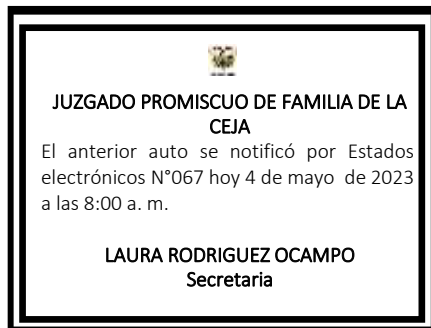 JUZGADO PROMISCUO DE FAMILIA DE LA
CEJA
El anterior auto se notificó por Estados
electrónicos N°067 hoy 4 de mayo de 2023
a las 8:00 a. m.
LAURA RODRIGUEZ OCAMPO
Secretaria